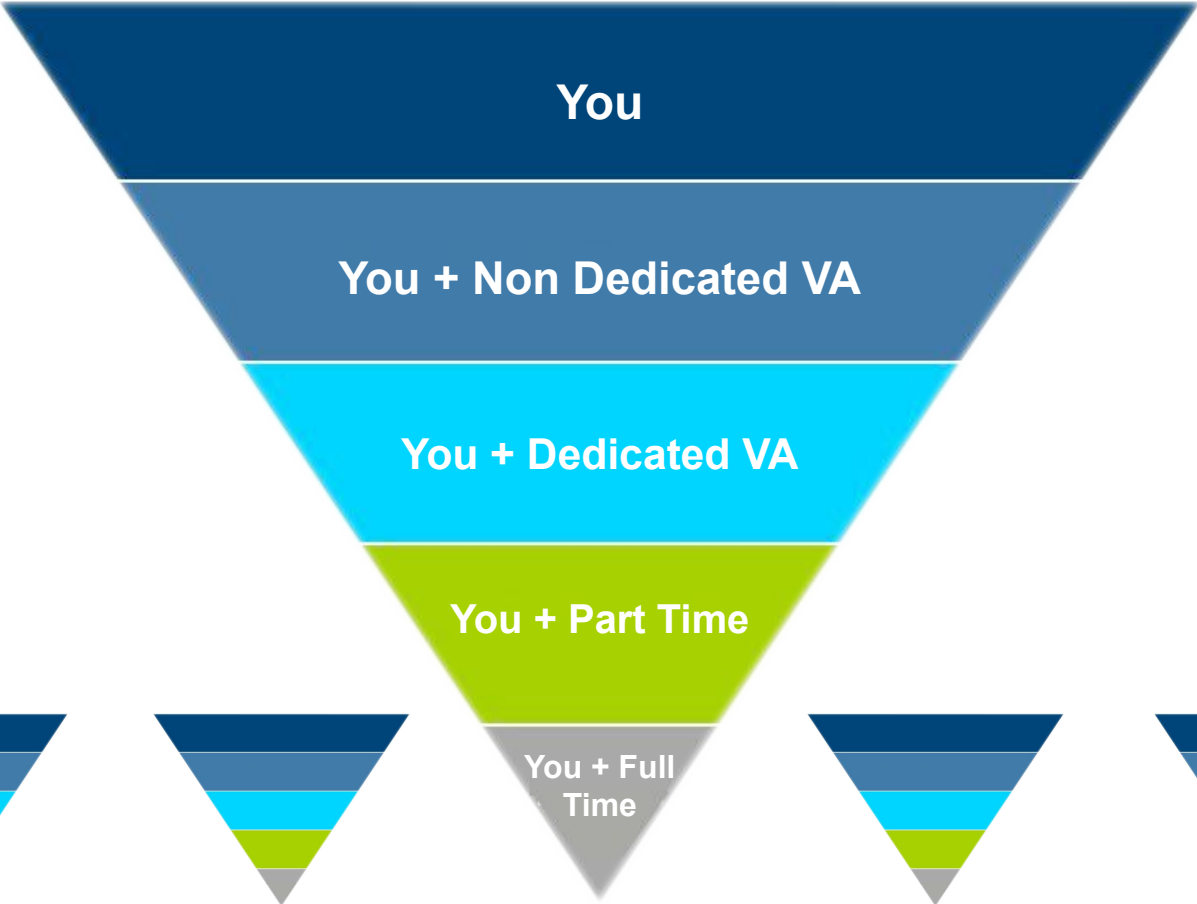 You
You + Non Dedicated VA
You + Dedicated VA
You + Part Time
You + Full
Time